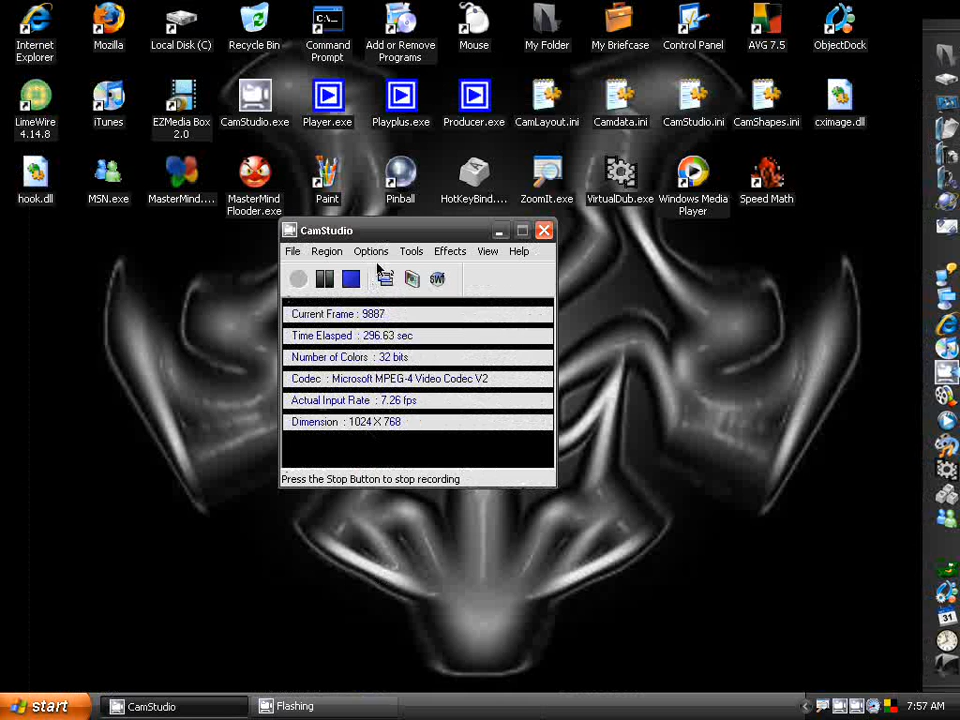 Internet Explorer
Mozilla
Local Disk (C)
Recycle Bin
Command Prompt
Add or Remove Programs
Mouse
My Folder
My Briefcase
Control Panel
AVG 7.5
ObjectDock
LimeWire 4.14.8
iTunes
EZMedia Box 2.0
CamStudio.exe
Player.exe
Playplus.exe
Producer.exe
CamLayout.ini
Camdata.ini
CamStudio.ini
CamShapes.ini
cximage.dll
hook.dll
MSN.exe
MasterMind....
MasterMind Flooder.exe
Paint
Pinball
HotKeyBind....
ZoomIt.exe
VirtualDub.exe
Windows Media Player
Speed Math
CamStudio
File Region Options Tools Effects View Help
SWF
Current Frame : 9887
Time Elasped : 296.63 sec
Number of Colors : 32 bits
Codec : Microsoft MPEG-4 Video Codec V2
Actual Input Rate : 7.26 fps
Dimension : 1024 X 768
Press the Stop Button to stop recording
31
start
CamStudio
Flashing
7:57 AM